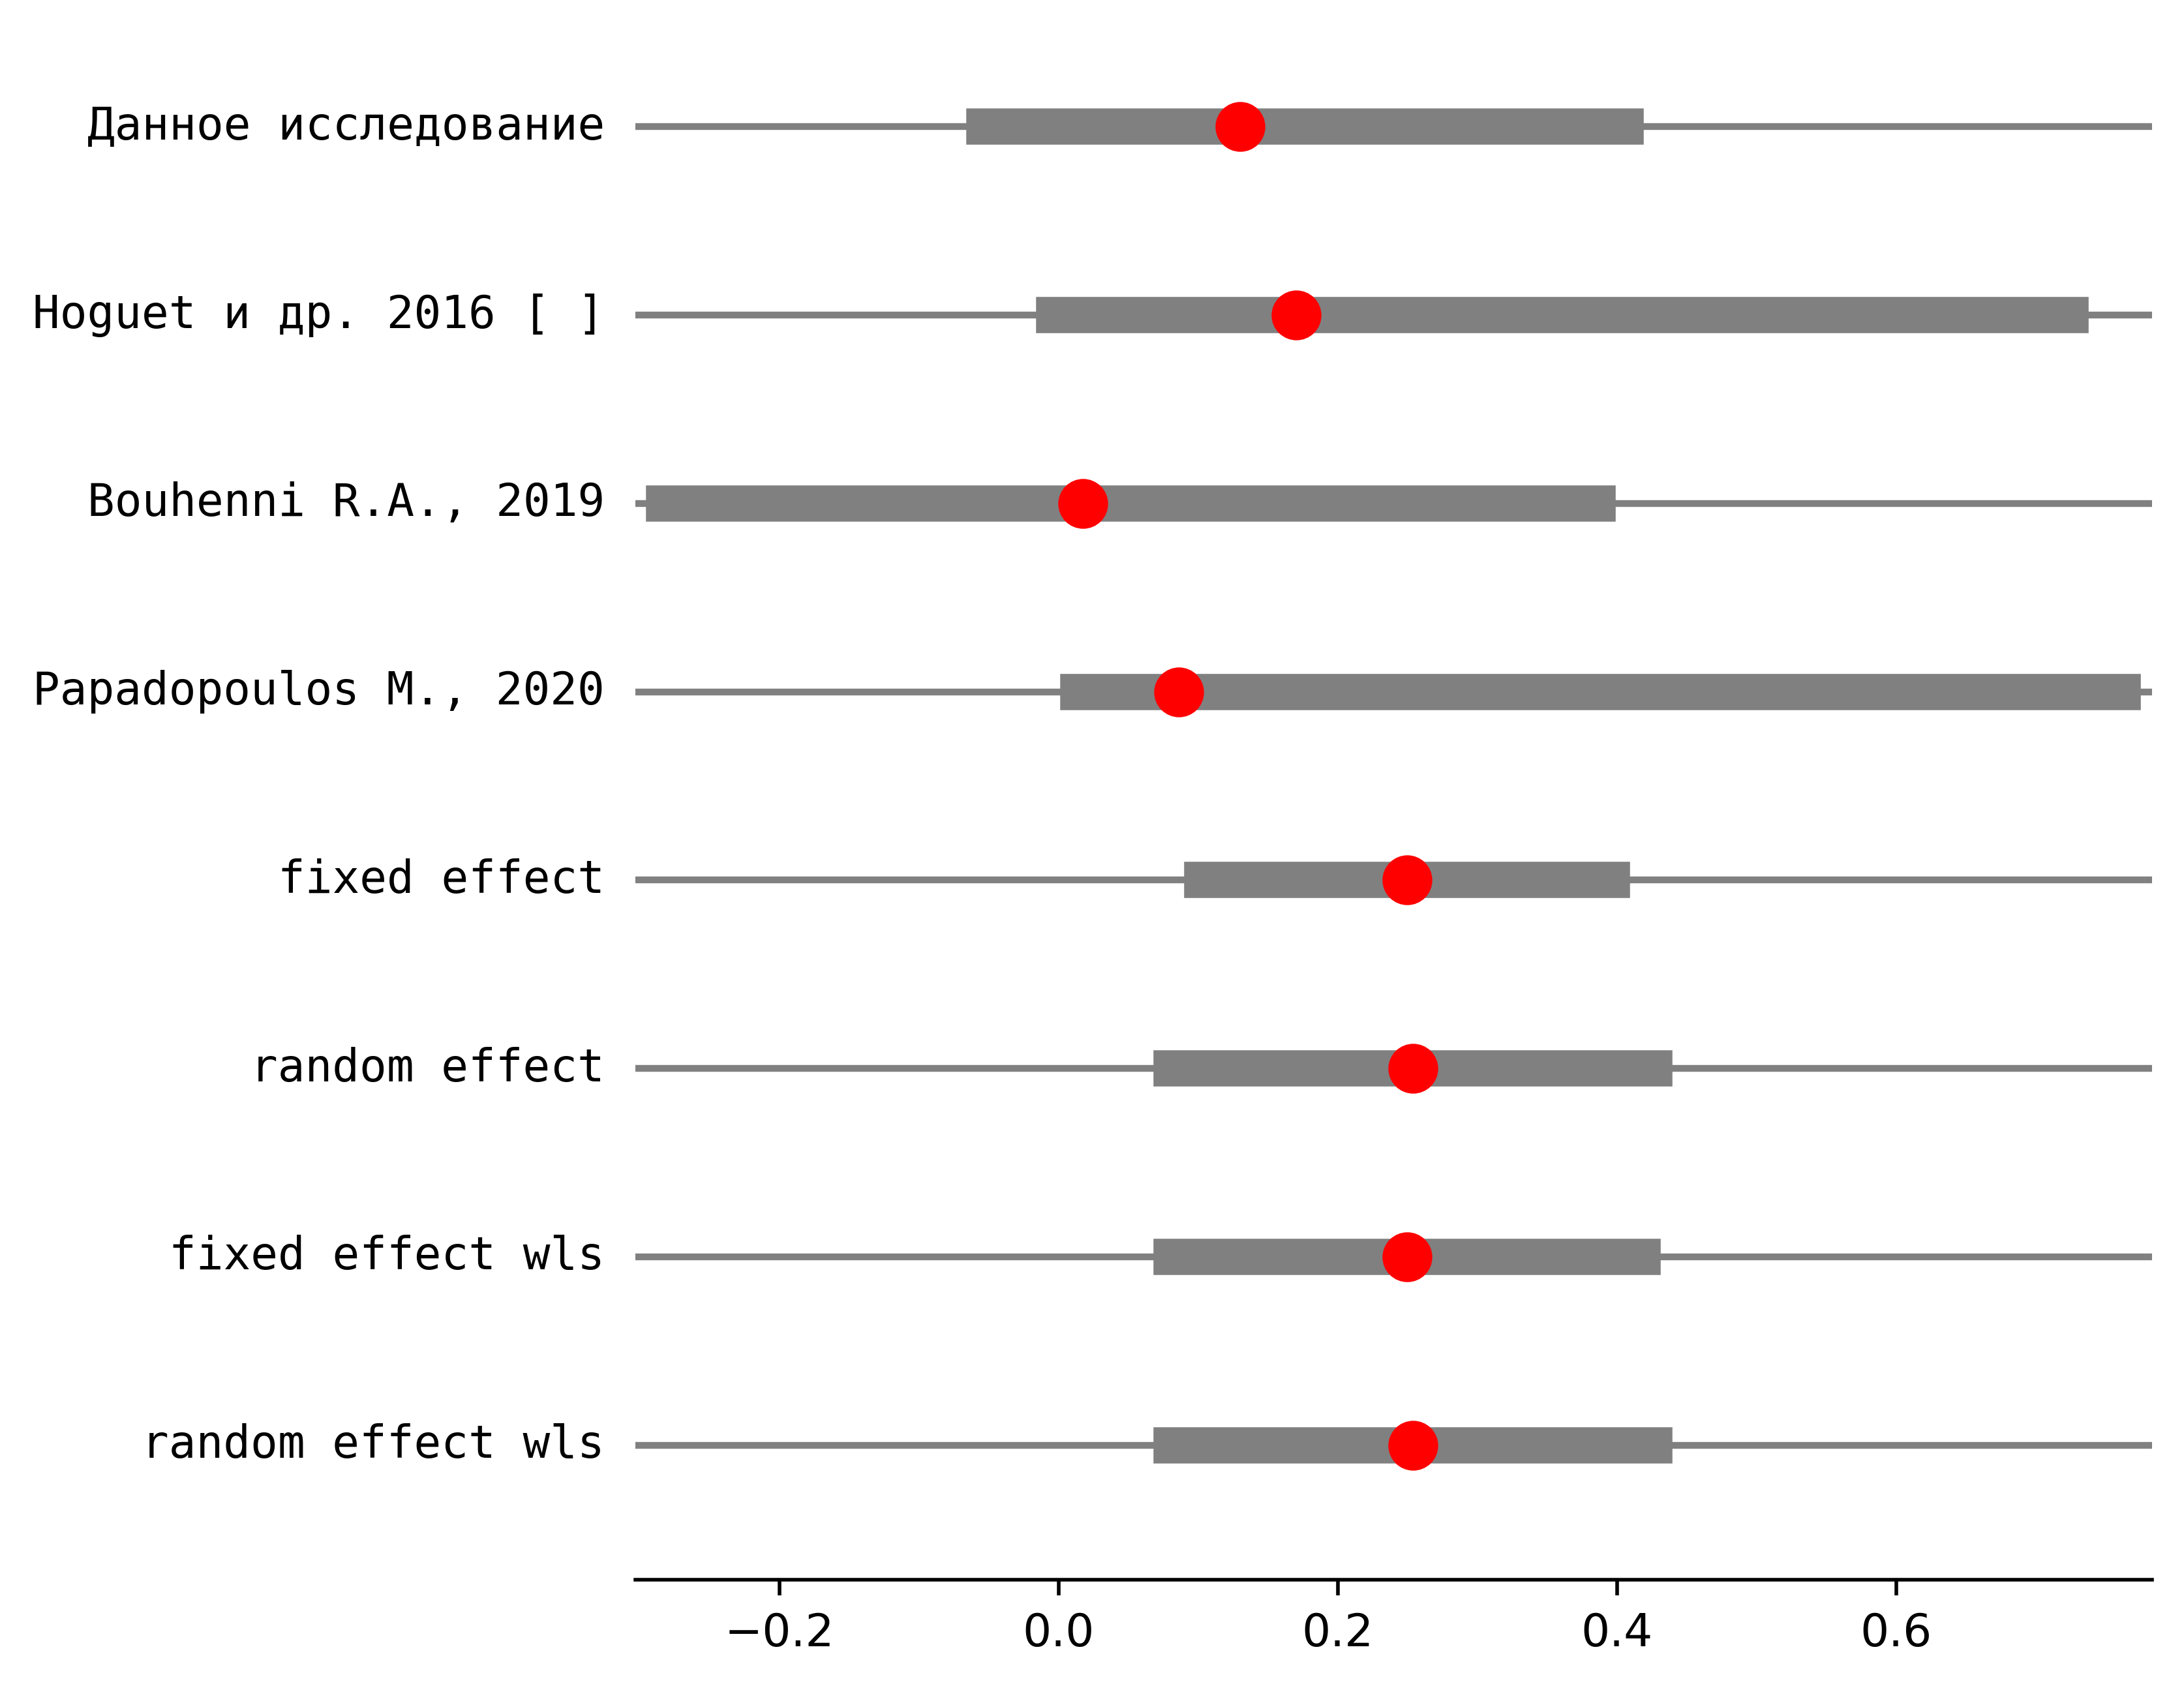 Данное исследование
Hoguet и др. 2016 [ ]
Bouhenni R.A., 2019
Papadopoulos M., 2020
fixed effect
random effect
fixed effect wls
random effect wls
−0.2 0.0 0.2 0.4 0.6